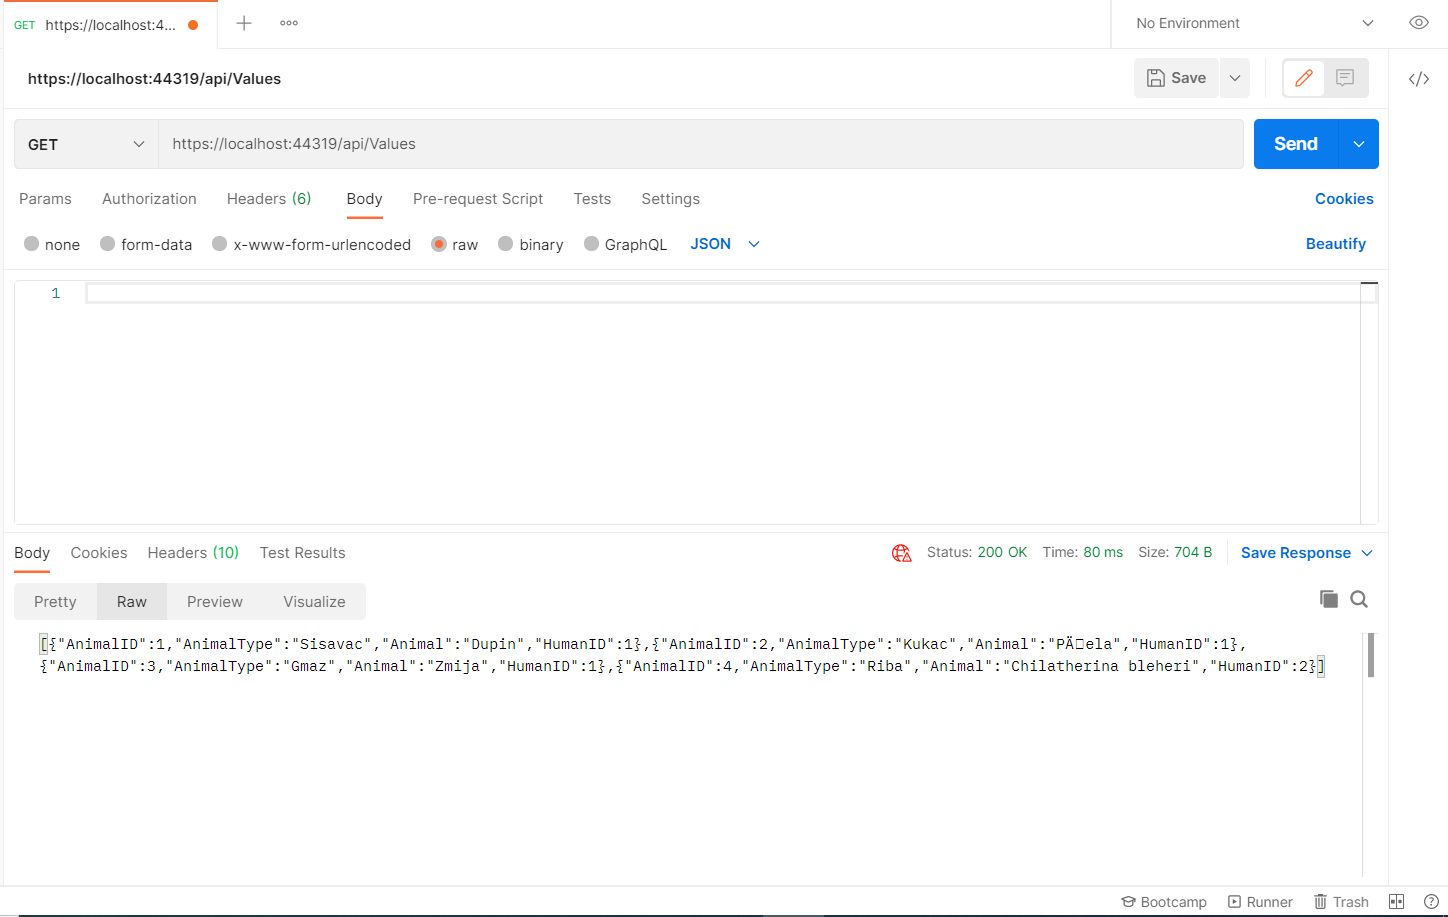 GET https://localhost:4...
No Environment
https://localhost:44319/api/Values
Save
GET https://localhost:44319/api/Values
Send
Params Authorization Headers (6) Body Pre-request Script Tests Settings Cookies
none form-data x-www-form-urlencoded raw binary GraphQL JSON Beautify
1
Body Cookies Headers (10) Test Results Status: 200 OK Time: 80 ms Size: 704 B Save Response
Pretty Raw Preview Visualize
[{"AnimalID":1,"AnimalType":"Sisavac","Animal":"Dupin","HumanID":1},{"AnimalID":2,"AnimalType":"Kukac","Animal":"PÄ□ela","HumanID":1},
{"AnimalID":3,"AnimalType":"Gmaz","Animal":"Zmija","HumanID":1},{"AnimalID":4,"AnimalType":"Riba","Animal":"Chilatherina bleheri","HumanID":2}]
Bootcamp Runner Trash